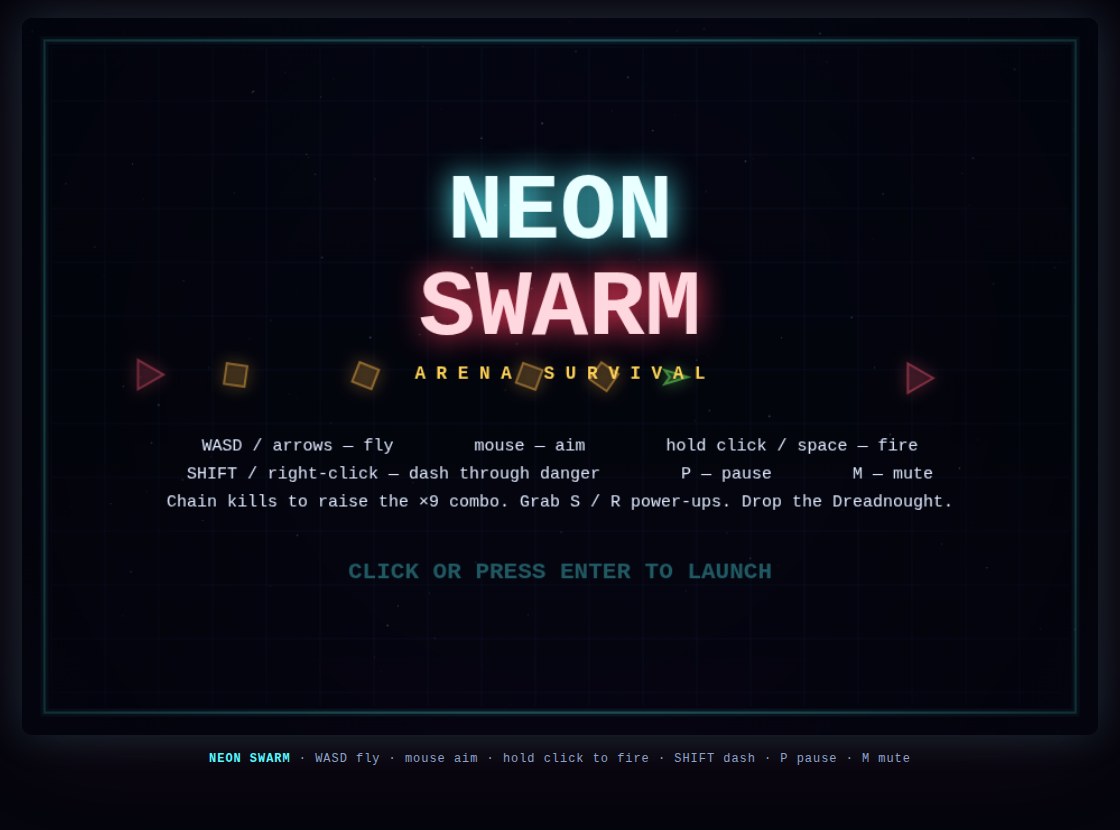 NEON
SWARM
ARENA SURVIVAL
WASD / arrows — fly mouse — aim hold click / space — fire
SHIFT / right-click — dash through danger P — pause M — mute
Chain kills to raise the ×9 combo. Grab S / R power-ups. Drop the Dreadnought.
CLICK OR PRESS ENTER TO LAUNCH
NEON SWARM · WASD fly · mouse aim · hold click to fire · SHIFT dash · P pause · M mute